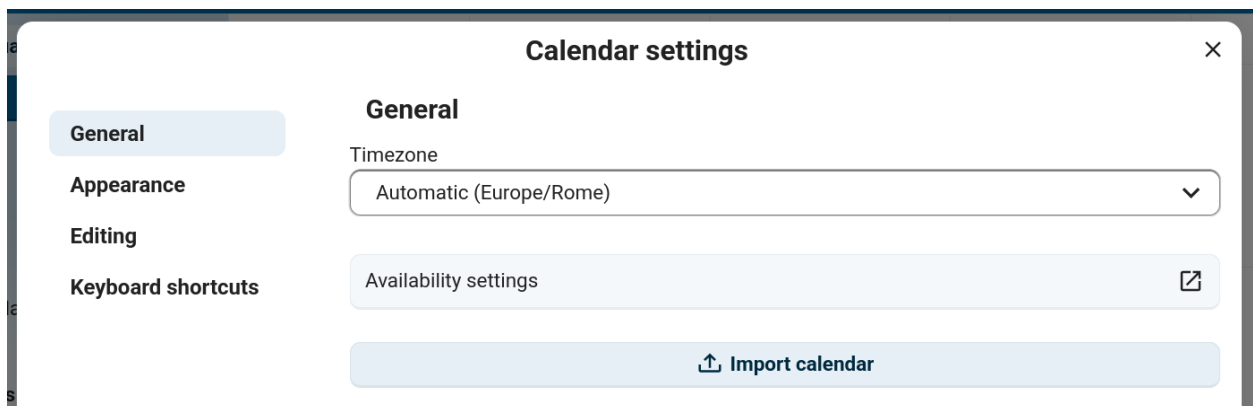 Calendar settings
General
General
Appearance
Editing
Keyboard shortcuts
Timezone
Automatic (Europe/Rome)
Availability settings
Import calendar